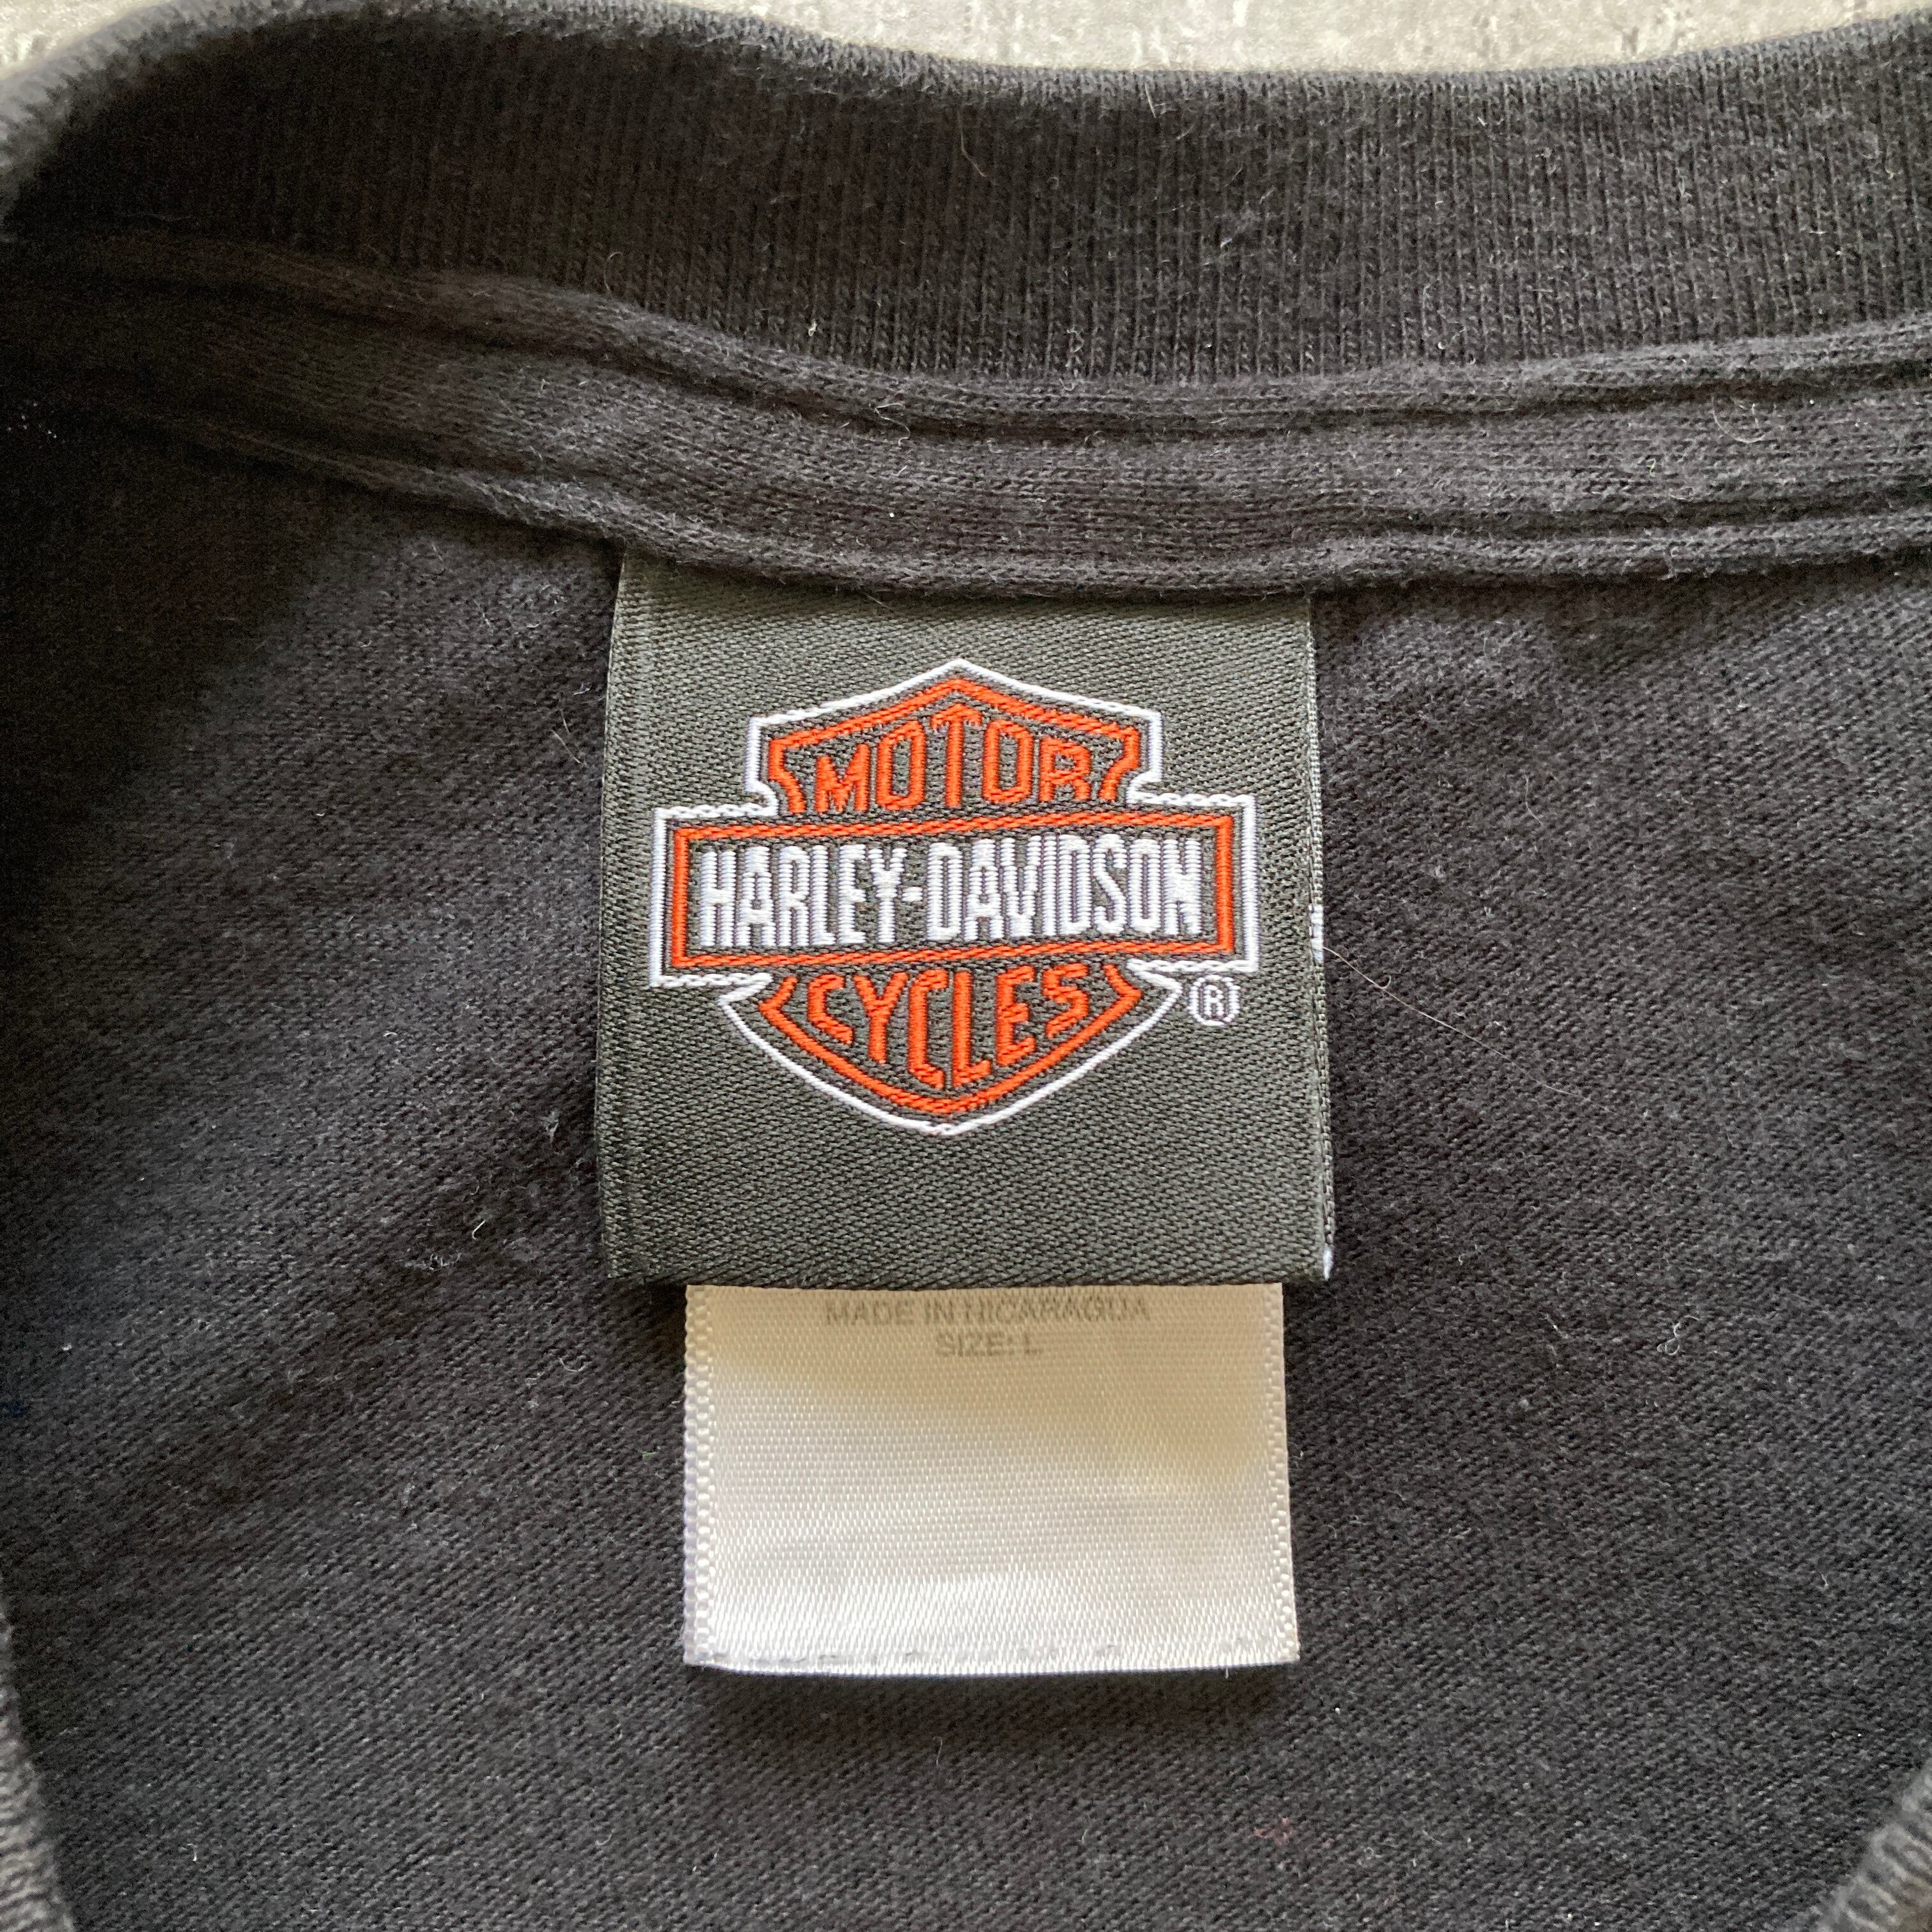 MOTOR
HARLEY-DAVIDSON
CYCLES
®
MADE IN NICARAGUA
SIZE: L